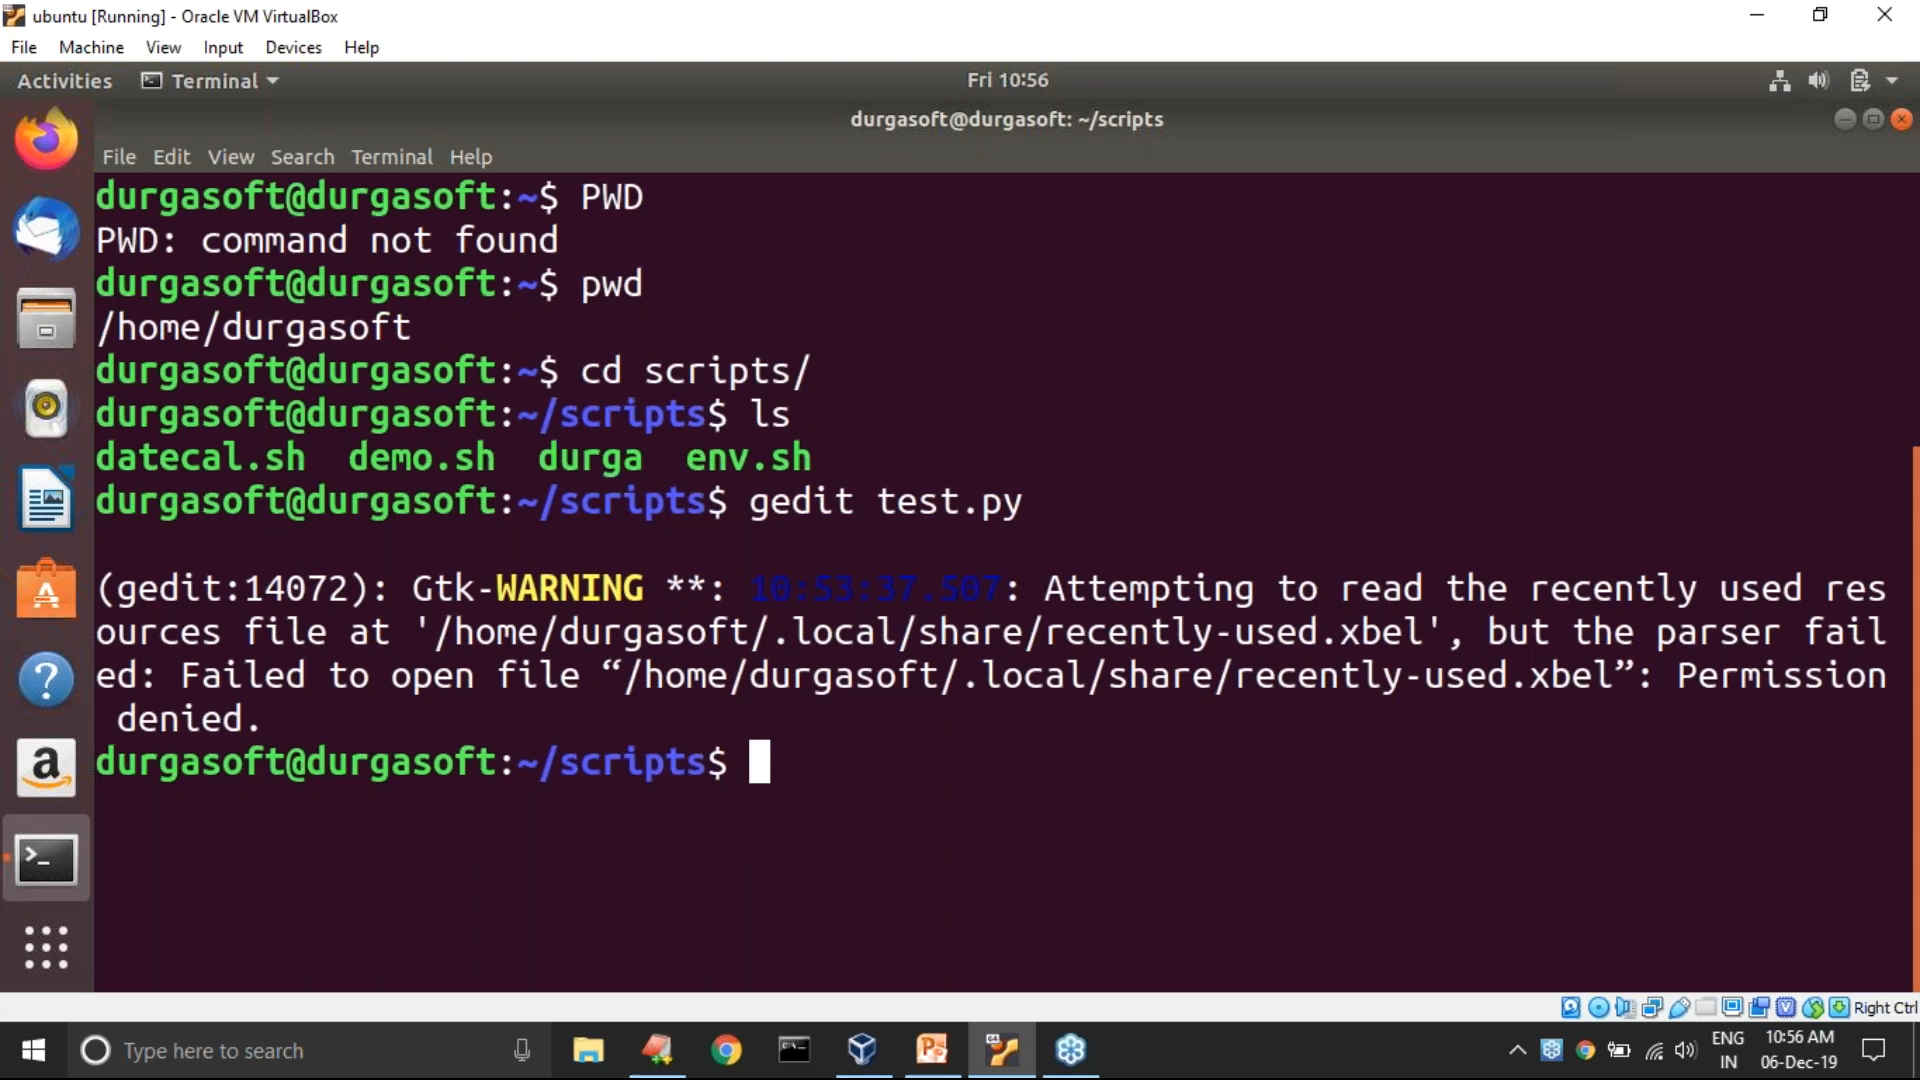 ubuntu [Running] - Oracle VM VirtualBox
File Machine View Input Devices Help
Activities Terminal Fri 10:56
durgasoft@durgasoft: ~/scripts
File Edit View Search Terminal Help
durgasoft@durgasoft:~$ PWD
PWD: command not found
durgasoft@durgasoft:~$ pwd
/home/durgasoft
durgasoft@durgasoft:~$ cd scripts/
durgasoft@durgasoft:~/scripts$ ls
datecal.sh demo.sh durga env.sh
durgasoft@durgasoft:~/scripts$ gedit test.py
(gedit:14072): Gtk-WARNING **: 10:53:37.507: Attempting to read the recently used res
ources file at '/home/durgasoft/.local/share/recently-used.xbel', but the parser fail
ed: Failed to open file “/home/durgasoft/.local/share/recently-used.xbel”: Permission
denied.
durgasoft@durgasoft:~/scripts$
Right Ctrl
Type here to search
ENG 10:56 AM
IN 06-Dec-19